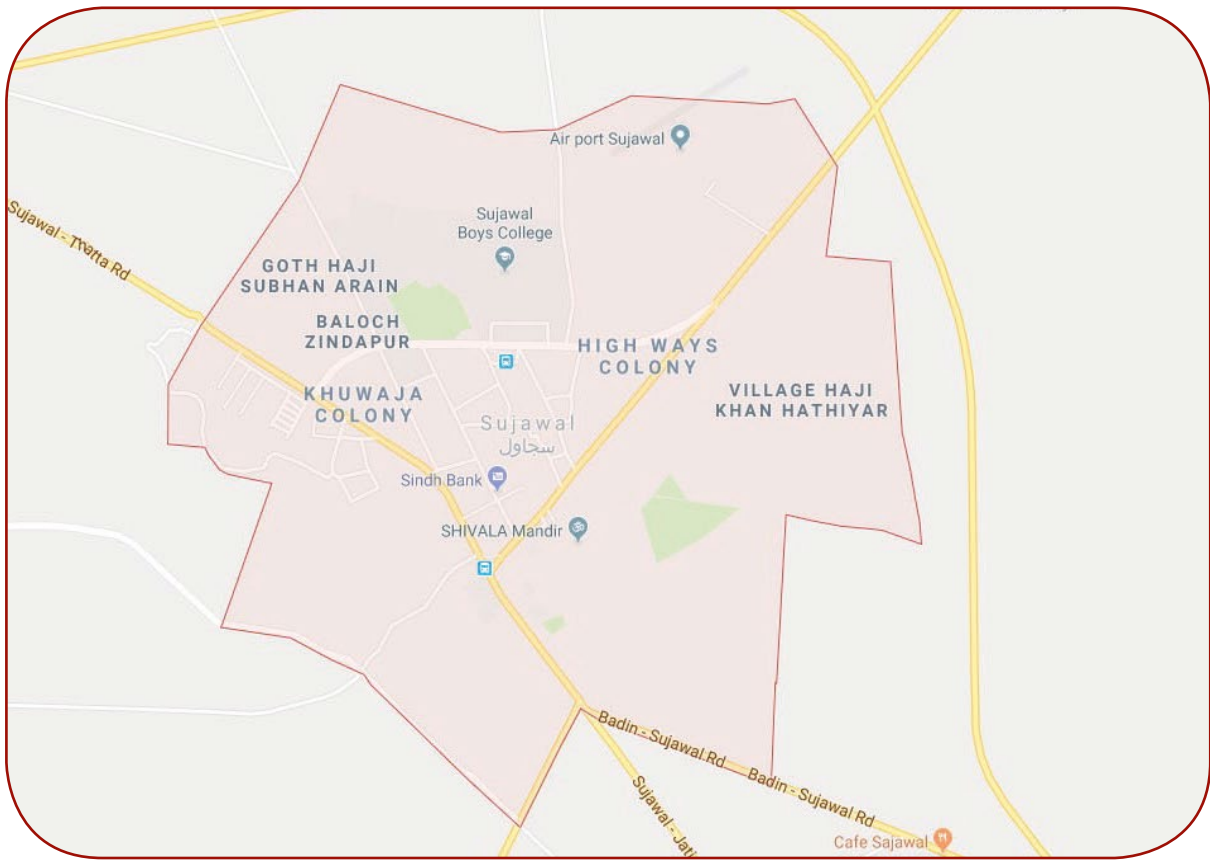 Air port Sujawal
Sujawal
Boys College
Sujawal - Thatta Rd
GOTH HAJI
SUBHAN ARAIN
BALOCH
ZINDAPUR
HIGH WAYS
COLONY
VILLAGE HAJI
KHAN HATHIYAR
KHUWAJA
COLONY
Sujawal
سجاول
Sindh Bank
SHIVALA Mandir
Badin - Sujawal Rd
Badin - Sujawal Rd
Sujawal - Jati
Cafe Sajawal